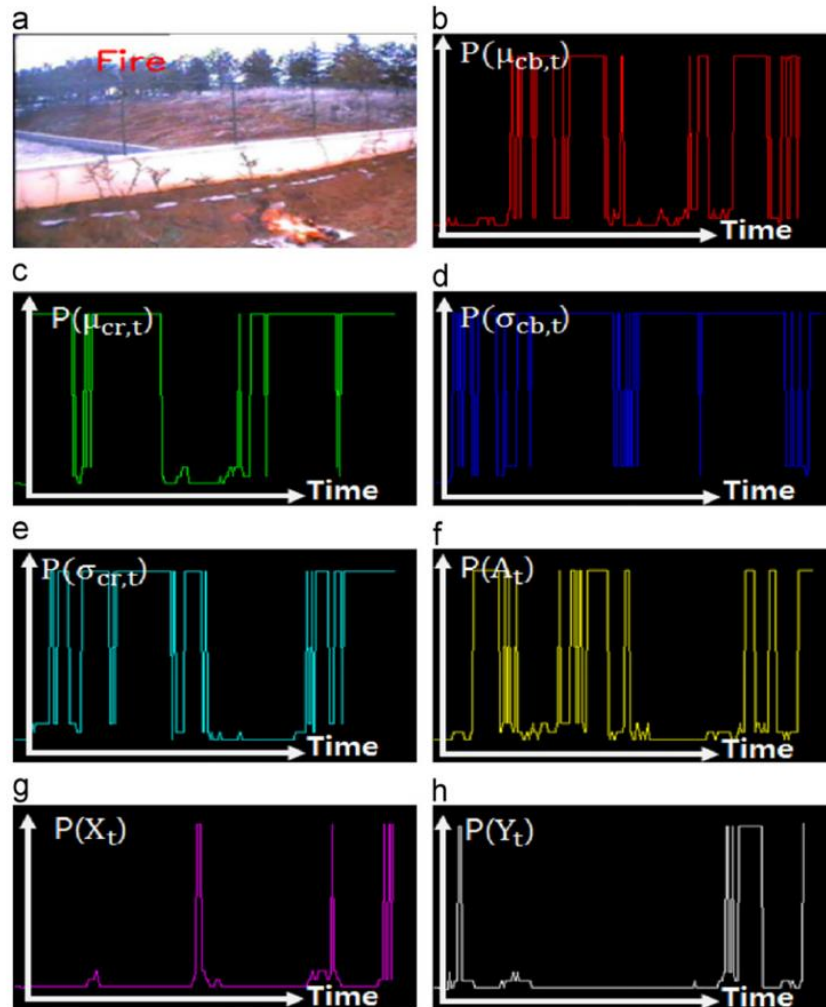 a
Fire
b
P(μcb,t)
Time
c
P(μcr,t)
Time
d
P(σcb,t)
Time
e
P(σcr,t)
Time
f
P(At)
Time
g
P(Xt)
Time
h
P(Yt)
Time